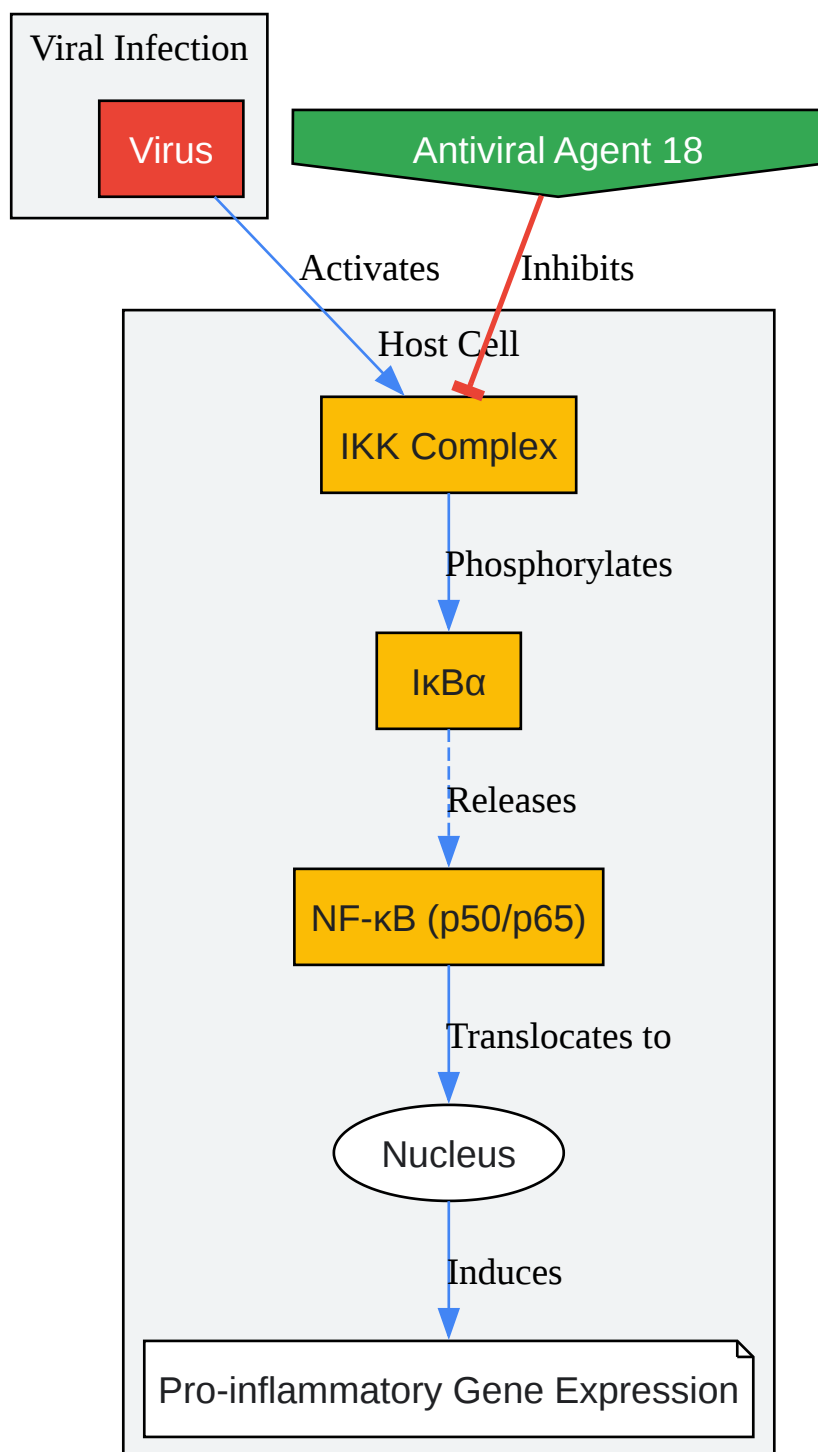 Viral Infection
Virus
Antiviral Agent 18
Activates
Inhibits
Host Cell
IKK Complex
Phosphorylates
IκBα
Releases
NF-κB (p50/p65)
Translocates to
Nucleus
Induces
Pro-inflammatory Gene Expression